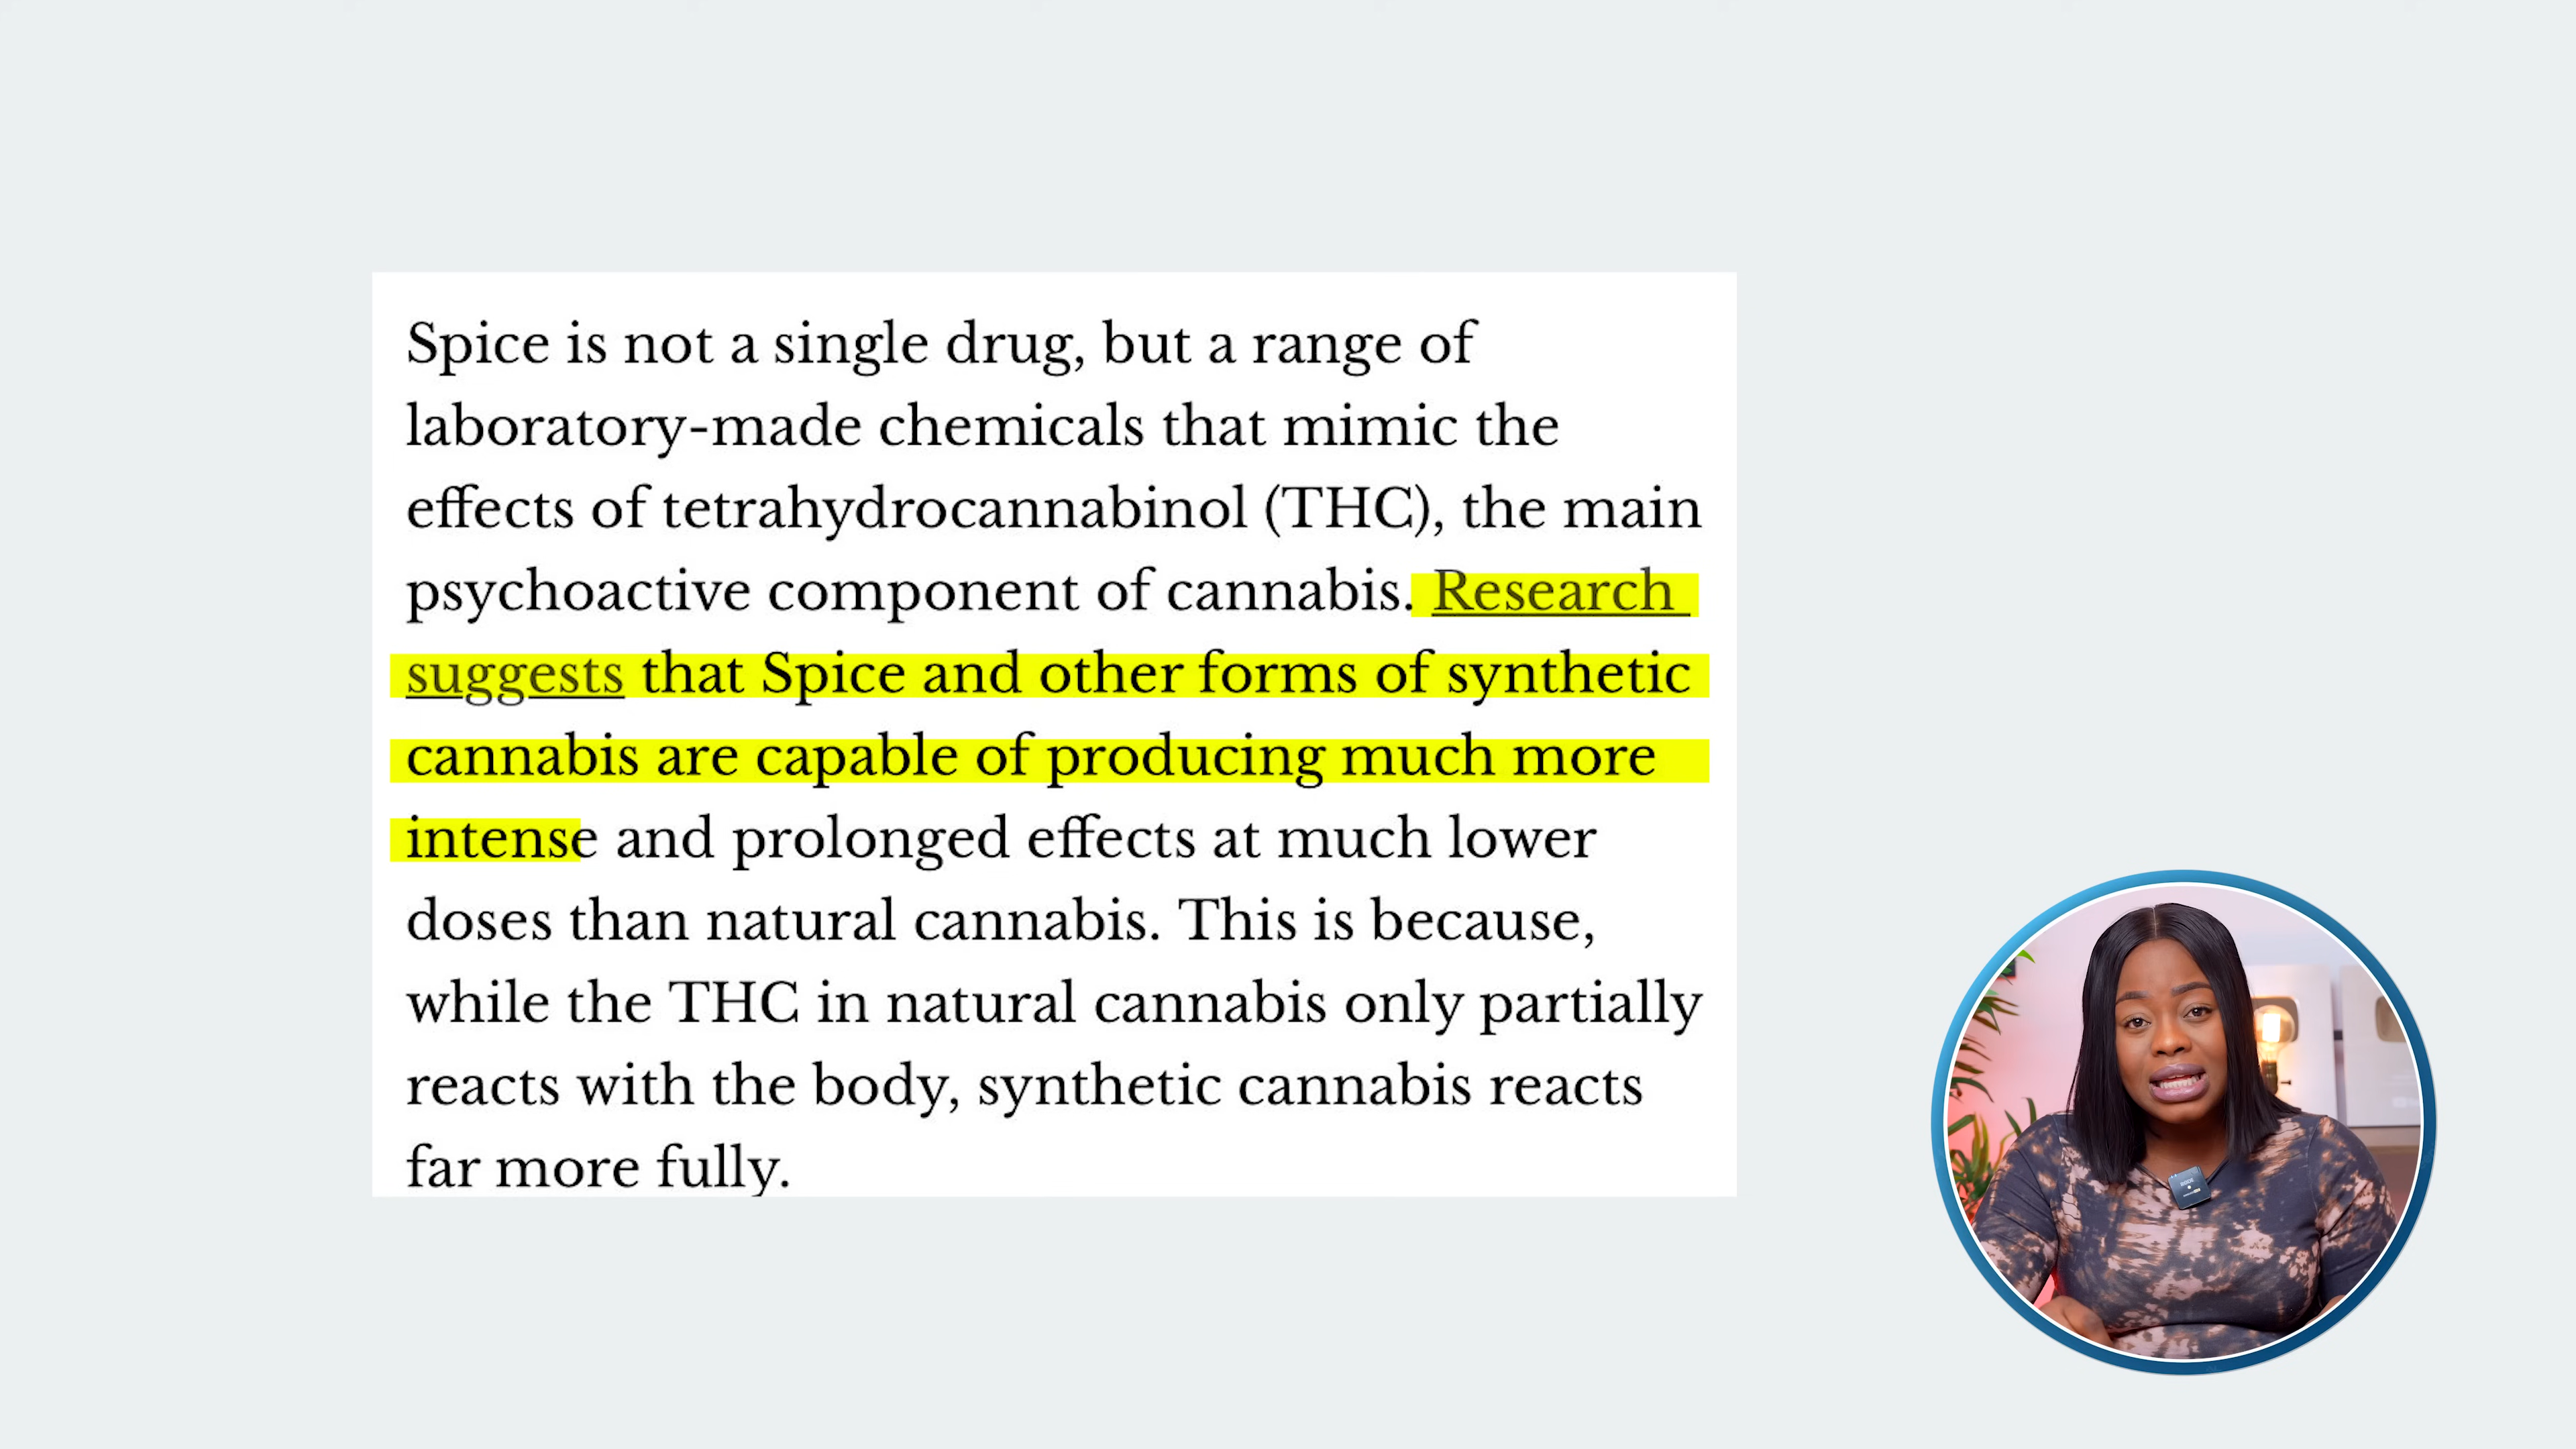 Spice is not a single drug, but a range of
laboratory-made chemicals that mimic the
effects of tetrahydrocannabinol (THC), the main
psychoactive component of cannabis. Research
suggests that Spice and other forms of synthetic
cannabis are capable of producing much more
intense and prolonged effects at much lower
doses than natural cannabis. This is because,
while the THC in natural cannabis only partially
reacts with the body, synthetic cannabis reacts
far more fully.